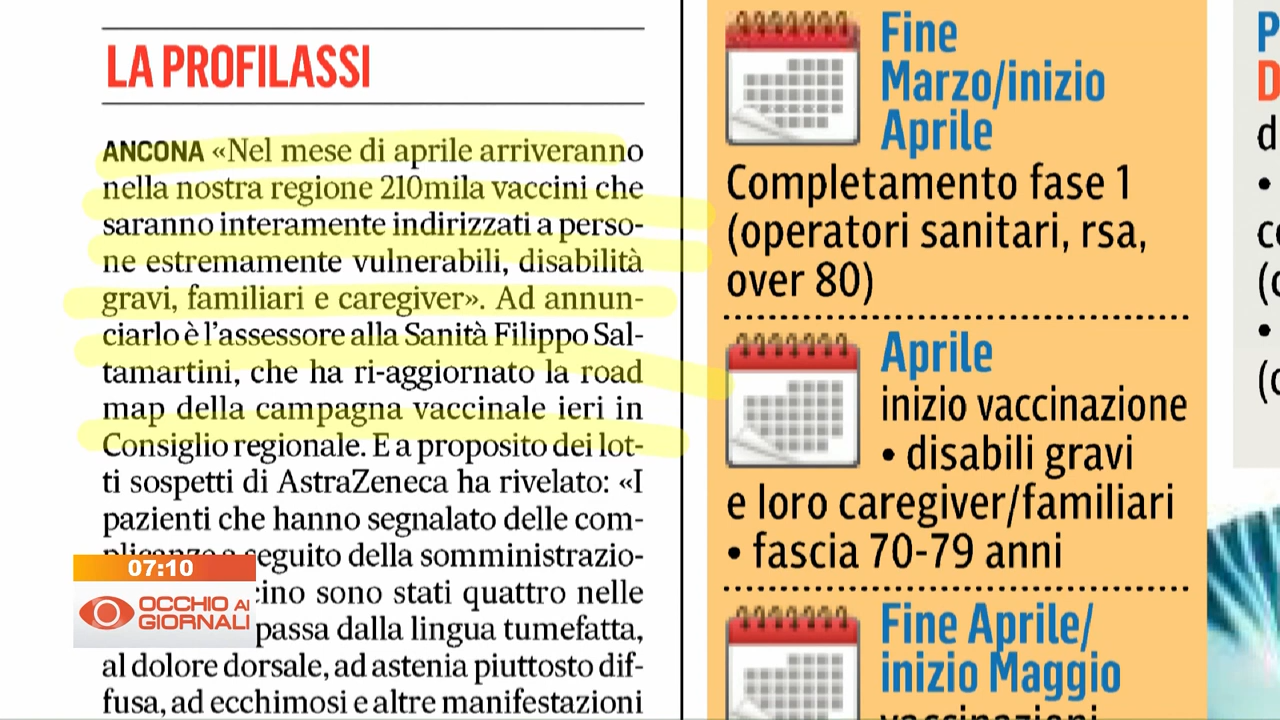 LA PROFILASSI
ANCONA «Nel mese di aprile arriveranno
nella nostra regione 210mila vaccini che
saranno interamente indirizzati a perso-
ne estremamente vulnerabili, disabilità
gravi, familiari e caregiver». Ad annun-
ciarlo è l'assessore alla Sanità Filippo Sal-
tamartini, che ha ri-aggiornato la road
map della campagna vaccinale ieri in
Consiglio regionale. E a proposito dei lot-
ti sospetti di AstraZeneca ha rivelato: «I
pazienti che hanno segnalato delle com-
plicanze a seguito della somministrazio-
cino sono stati quattro nelle
passa dalla lingua tumefatta,
al dolore dorsale, ad astenia piuttosto dif-
fusa, ad ecchimosi e altre manifestazioni
07:10
OCCHIO AI
GIORNALI
Fine
Marzo/inizio
Aprile
Completamento fase 1
(operatori sanitari, rsa,
over 80)
Aprile
inizio vaccinazione
• disabili gravi
e loro caregiver/familiari
• fascia 70-79 anni
Fine Aprile/
inizio Maggio
vaccinazioni